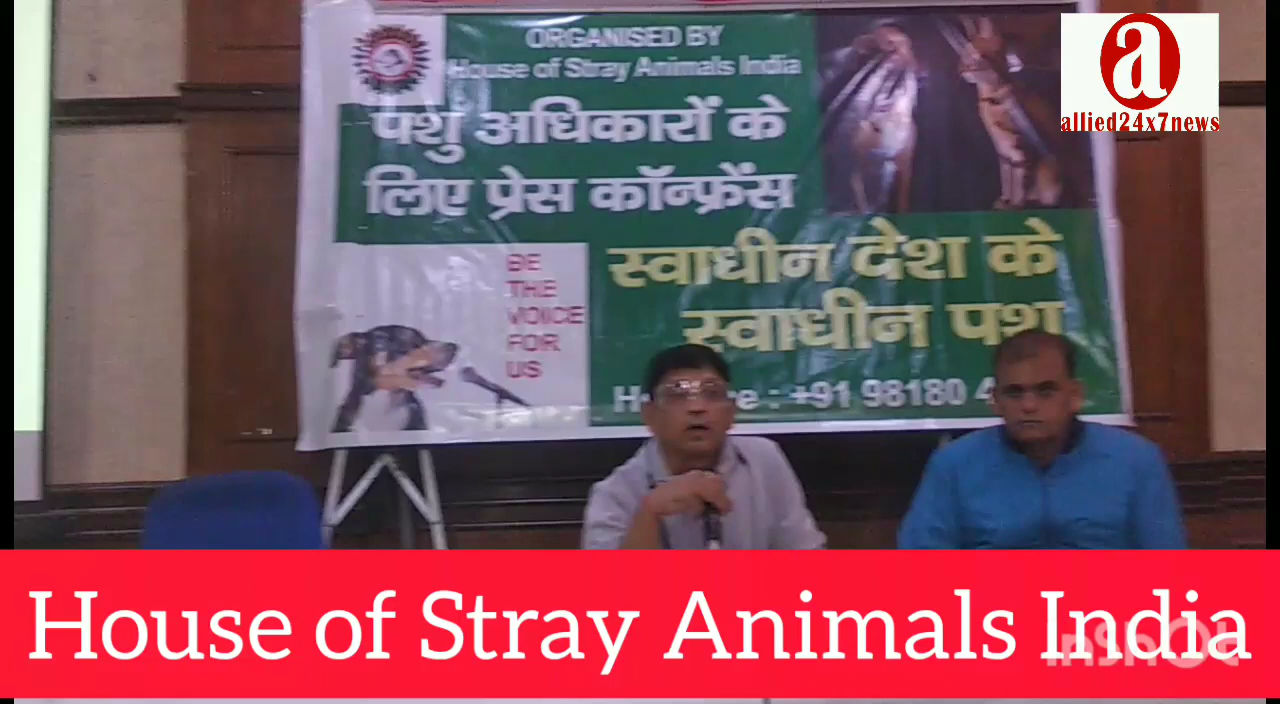 ORGANISED BY
House of Stray Animals India
पशु अधिकारों के
लिए प्रेस कॉन्फ्रेंस
BE
THE
VOICE
FOR
US
स्वाधीन देश के
स्वाधीन पशु
+91 98180
a
allied24x7news
House of Stray Animals India
InShOt